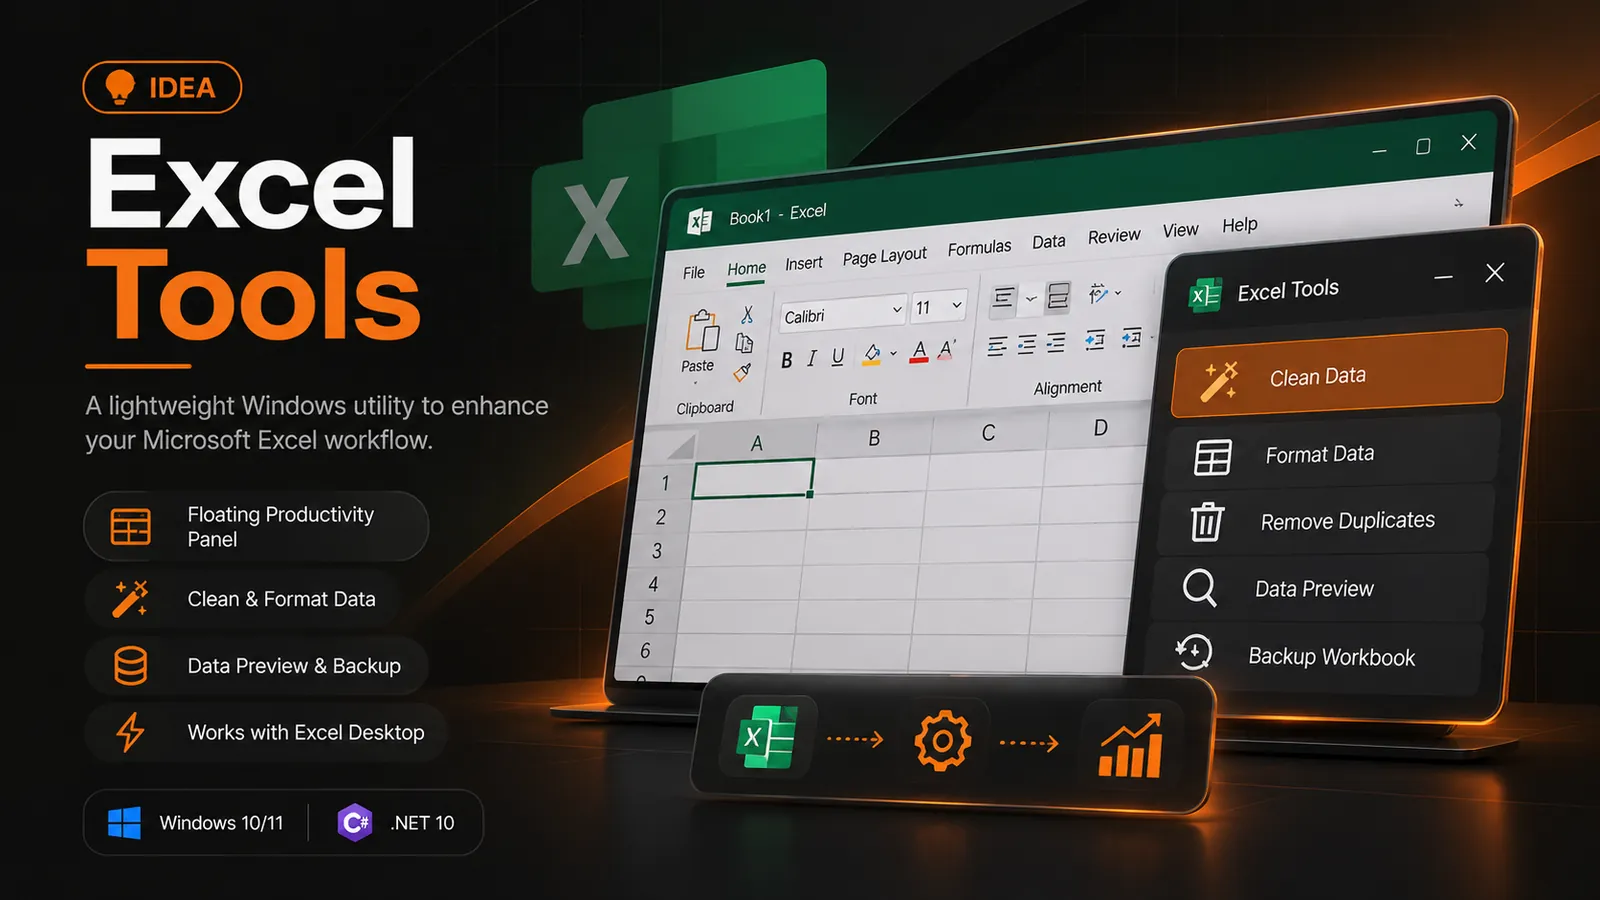 IDEA
Excel
Tools
A lightweight Windows utility to enhance
your Microsoft Excel workflow.
Floating Productivity
Panel
Clean & Format Data
Data Preview & Backup
Works with Excel Desktop
Windows 10/11
C#
.NET 10
X
X
Book1 - Excel
File Home Insert Page Layout Formulas Data Review View Help
Paste
Calibri
11
B I U
A A
Clipboard
Font
Alignment
A B C D
1
2
3
4
5
6
X
Excel Tools
Clean Data
Format Data
Remove Duplicates
Data Preview
Backup Workbook
X